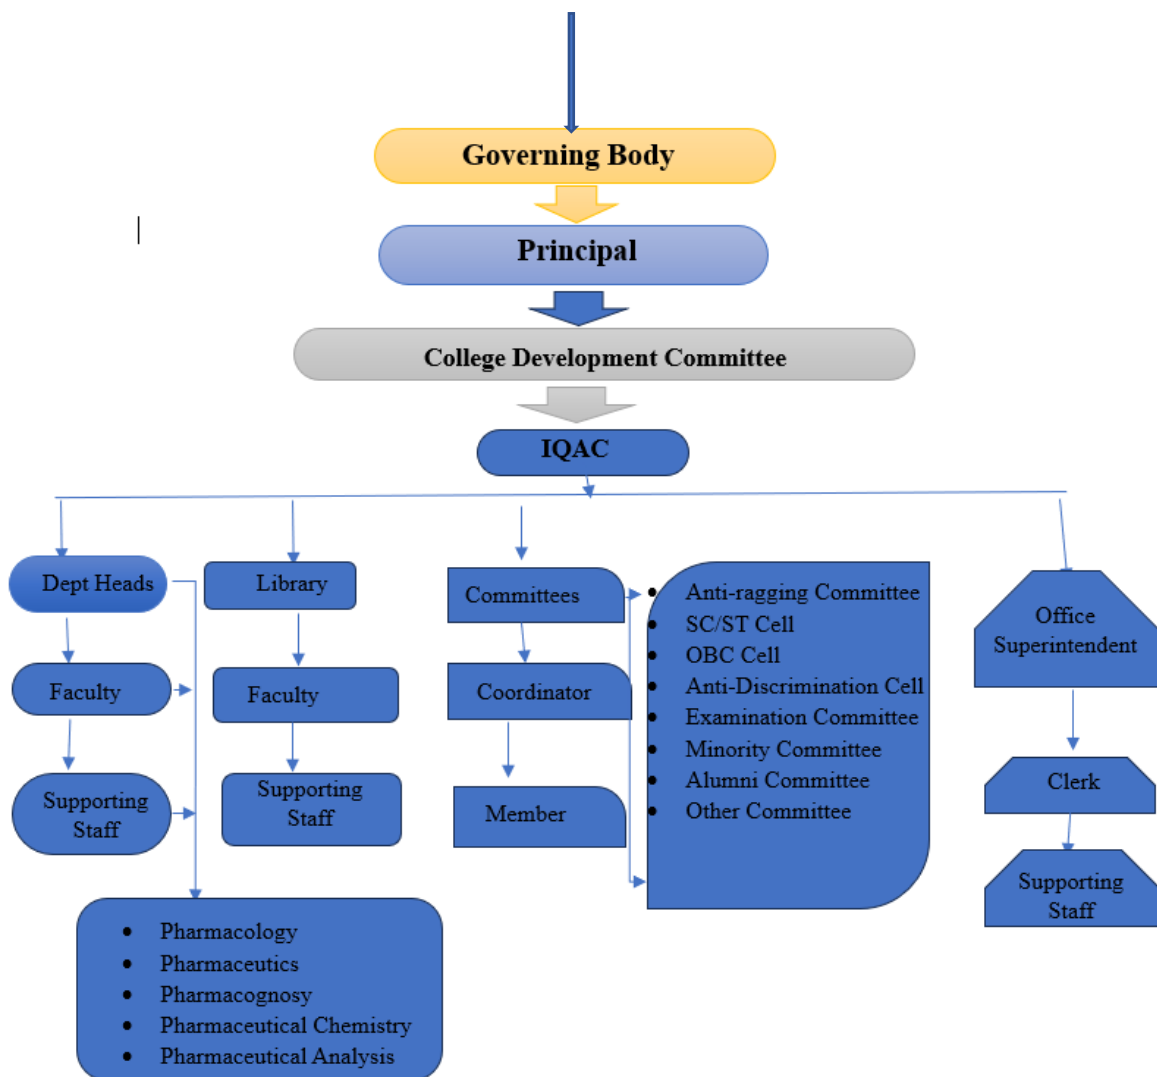 Governing Body
Principal
College Development Committee
IQAC
Dept Heads
Faculty
Supporting
Staff
Pharmacology
Pharmaceutics
Pharmacognosy
Pharmaceutical Chemistry
Pharmaceutical Analysis
Library
Faculty
Supporting
Staff
Committees
Coordinator
Member
Anti-ragging Committee
SC/ST Cell
OBC Cell
Anti-Discrimination Cell
Examination Committee
Minority Committee
Alumni Committee
Other Committee
Office
Superintendent
Clerk
Supporting
Staff